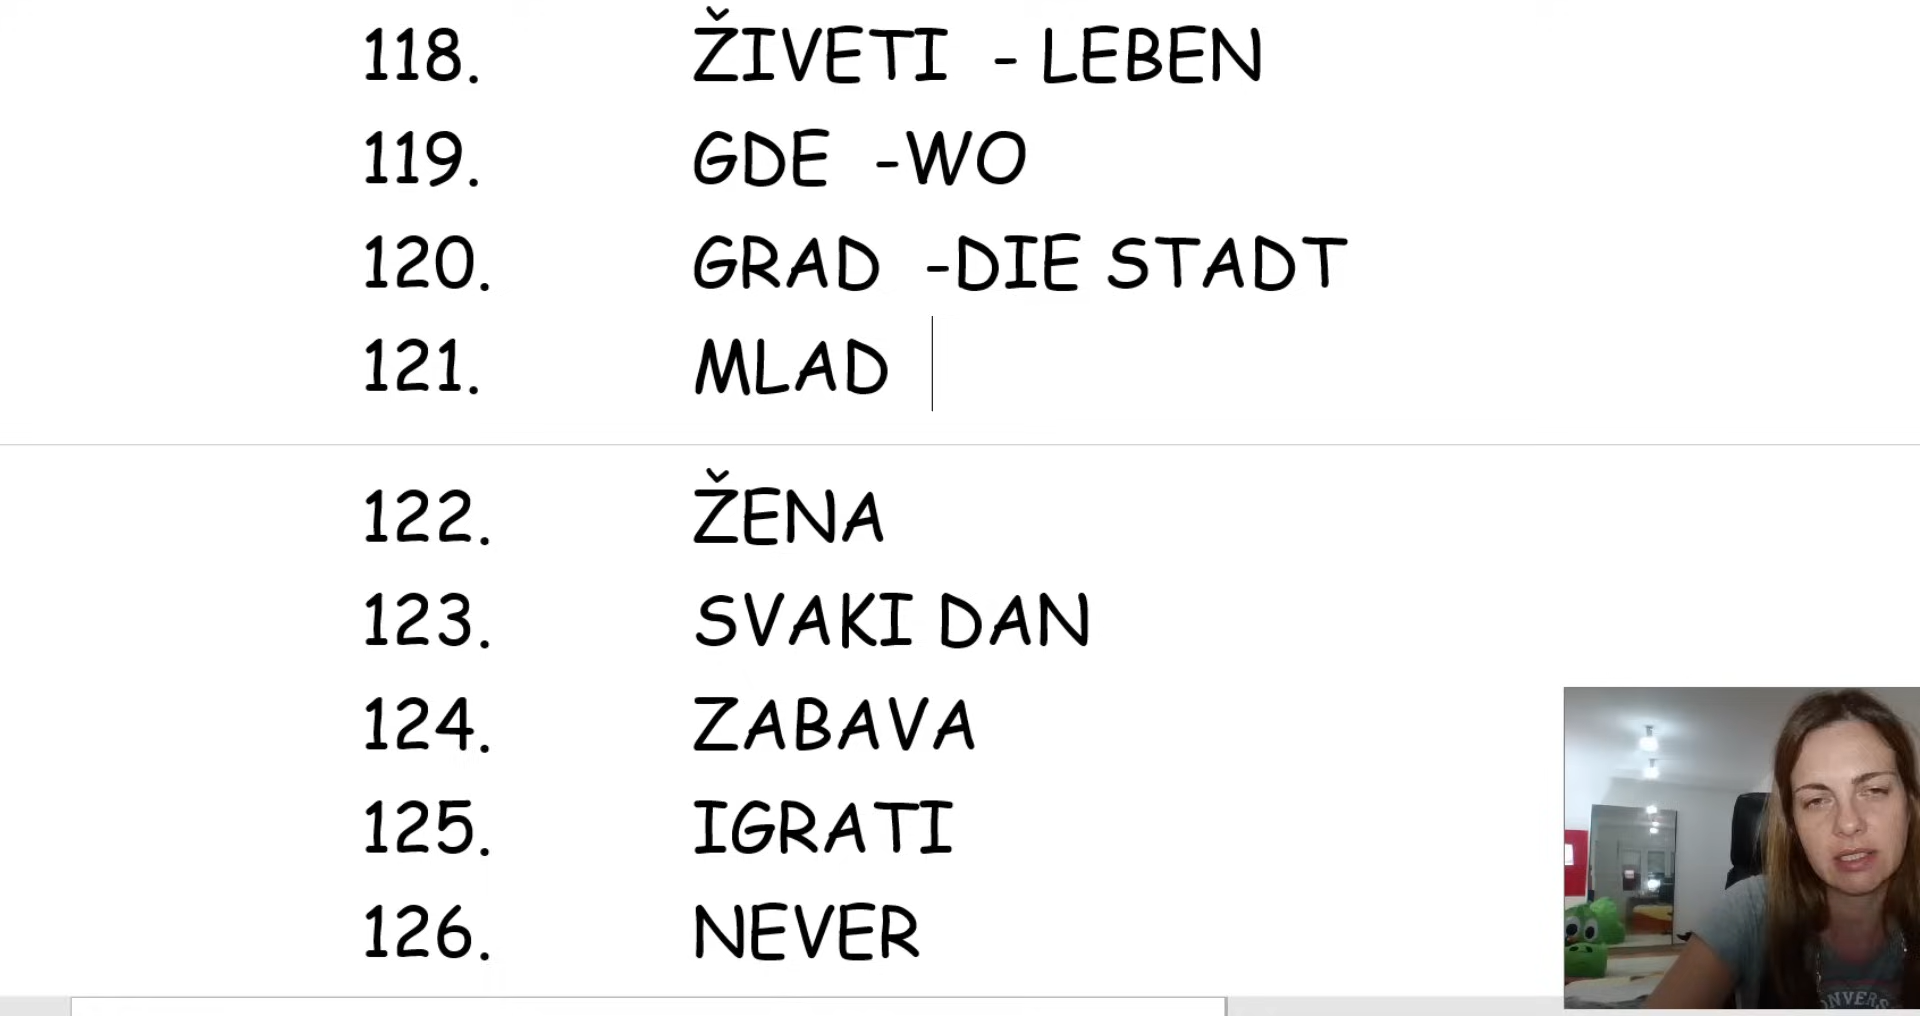 118. ŽIVETI - LEBEN
119. GDE -WO
120. GRAD -DIE STADT
121. MLAD
122. ŽENA
123. SVAKI DAN
124. ZABAVA
125. IGRATI
126. NEVER